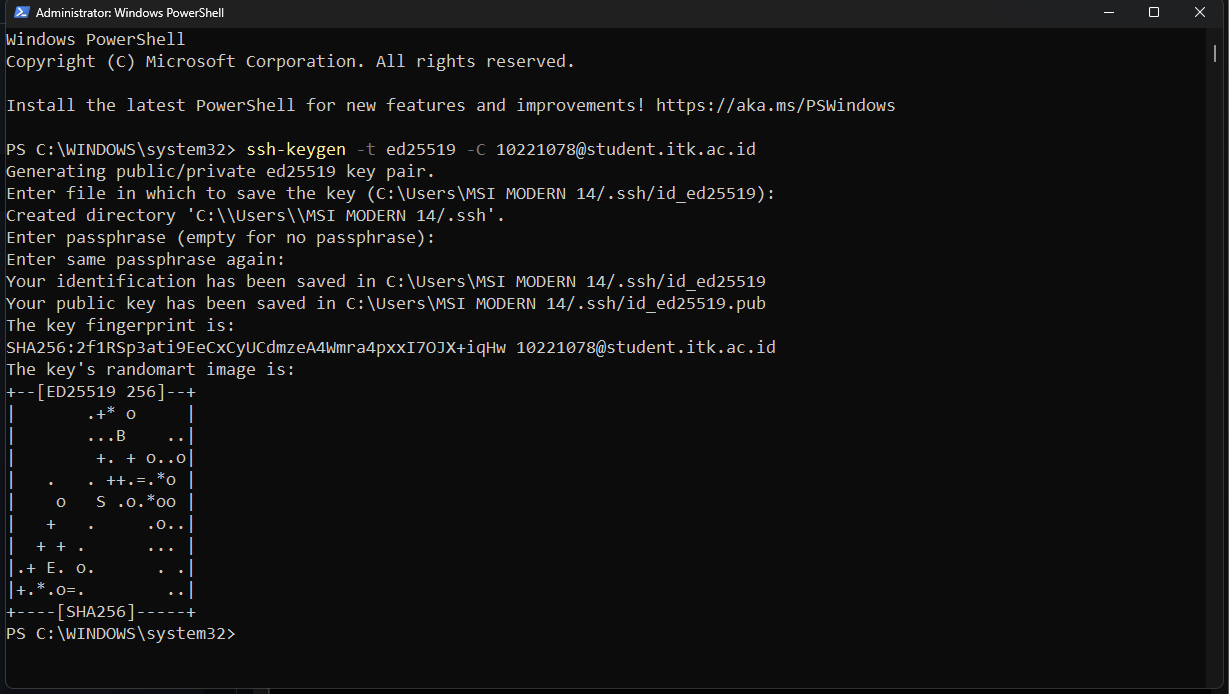 Administrator: Windows PowerShell
Windows PowerShell
Copyright (C) Microsoft Corporation. All rights reserved.
Install the latest PowerShell for new features and improvements! https://aka.ms/PSWindows
PS C:\WINDOWS\system32> ssh-keygen -t ed25519 -C 10221078@student.itk.ac.id
Generating public/private ed25519 key pair.
Enter file in which to save the key (C:\Users\MSI MODERN 14/.ssh/id_ed25519):
Created directory 'C:\\Users\\MSI MODERN 14/.ssh'.
Enter passphrase (empty for no passphrase):
Enter same passphrase again:
Your identification has been saved in C:\Users\MSI MODERN 14/.ssh/id_ed25519
Your public key has been saved in C:\Users\MSI MODERN 14/.ssh/id_ed25519.pub
The key fingerprint is:
SHA256:2f1RSp3ati9EeCxCyUCdmzeA4Wmra4pxxI7OJX+iqHw 10221078@student.itk.ac.id
The key's randomart image is:
+--[ED25519 256]--+
|       .+* o     |
|       ...B    ..|
|        +. + o..o|
|   .   . ++.=.*o |
|    o   S .o.*oo |
|   +   .     .o..|
|  + + .      ... |
|.+ E. o.      . .|
|+.*.o=.        ..|
+----[SHA256]-----+
PS C:\WINDOWS\system32>